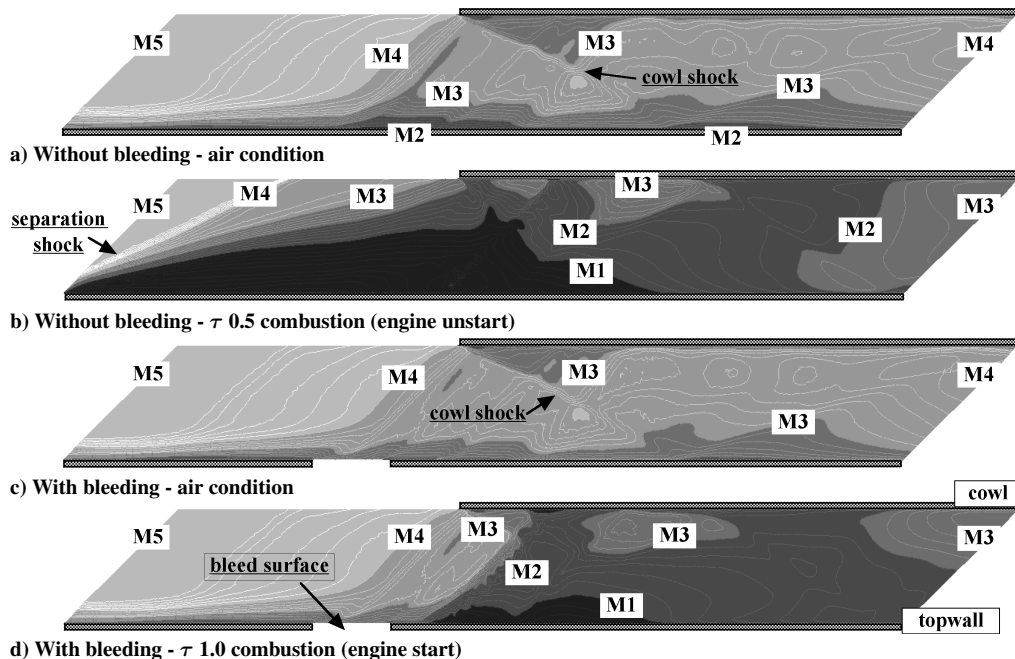 M5
M4
M3
M3
cowl shock
M4
M3
M2
M2
a) Without bleeding - air condition
M5
M4
M3
M3
M3
separation
shock
M2
M2
M1
b) Without bleeding - τ 0.5 combustion (engine unstart)
M5
M4
M3
M4
cowl shock
M3
c) With bleeding - air condition
cowl
M5
M4
M3
M3
M3
bleed surface
M2
M1
topwall
d) With bleeding - τ 1.0 combustion (engine start)